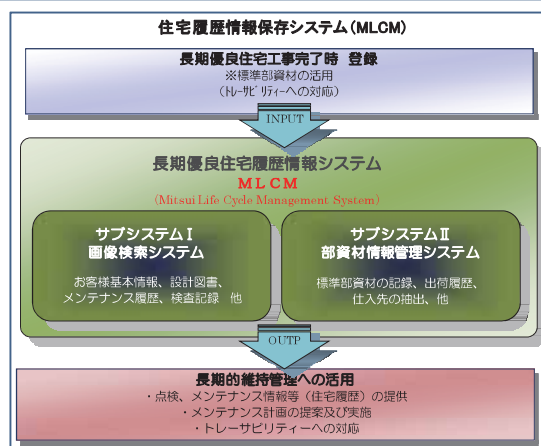 住宅履歴情報保存システム(MLCM)
長期優良住宅工事完了時 登録
※標準部資材の活用
(トレーサビリティーへの対応)
INPUT
長期優良住宅履歴情報システム
MLCM
(Mitsui Life Cycle Management System)
サブシステムⅠ
画像検索システム
お客様基本情報、設計図書、
メンテナンス履歴、検査記録 他
サブシステムⅡ
部資材情報管理システム
標準部資材の記録、出荷履歴、
仕入先の抽出、他
OUTP
長期的維持管理への活用
・点検、メンテナンス情報等(住宅履歴)の提供
・メンテナンス計画の提案及び実施
・トレーサビリティーへの対応